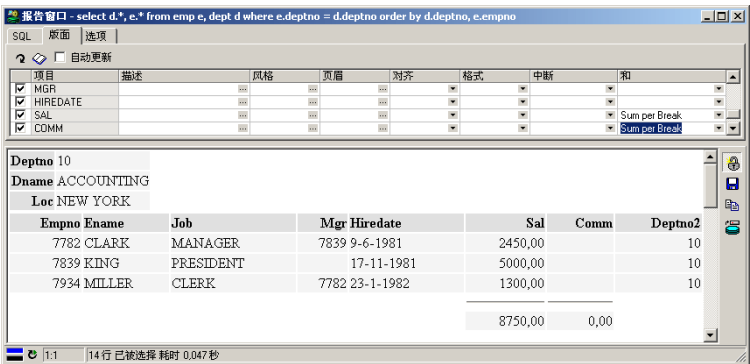 报告窗口 - select d.*, e.* from emp e, dept d where e.deptno = d.deptno order by d.deptno, e.empno
SQL 版面 选项
自动更新
项目 描述 风格 页眉 对齐 格式 中断 和
MGR
HIREDATE
SAL Sum per Break
COMM Sum per Break
Deptno 10
Dname ACCOUNTING
Loc NEW YORK
Empno Ename Job Mgr Hiredate Sal Comm Deptno2
7782 CLARK MANAGER 7839 9-6-1981 2450,00 10
7839 KING PRESIDENT 17-11-1981 5000,00 10
7934 MILLER CLERK 7782 23-1-1982 1300,00 10
8750,00 0,00
1:1 14 行 已被选择 耗时 0,047 秒